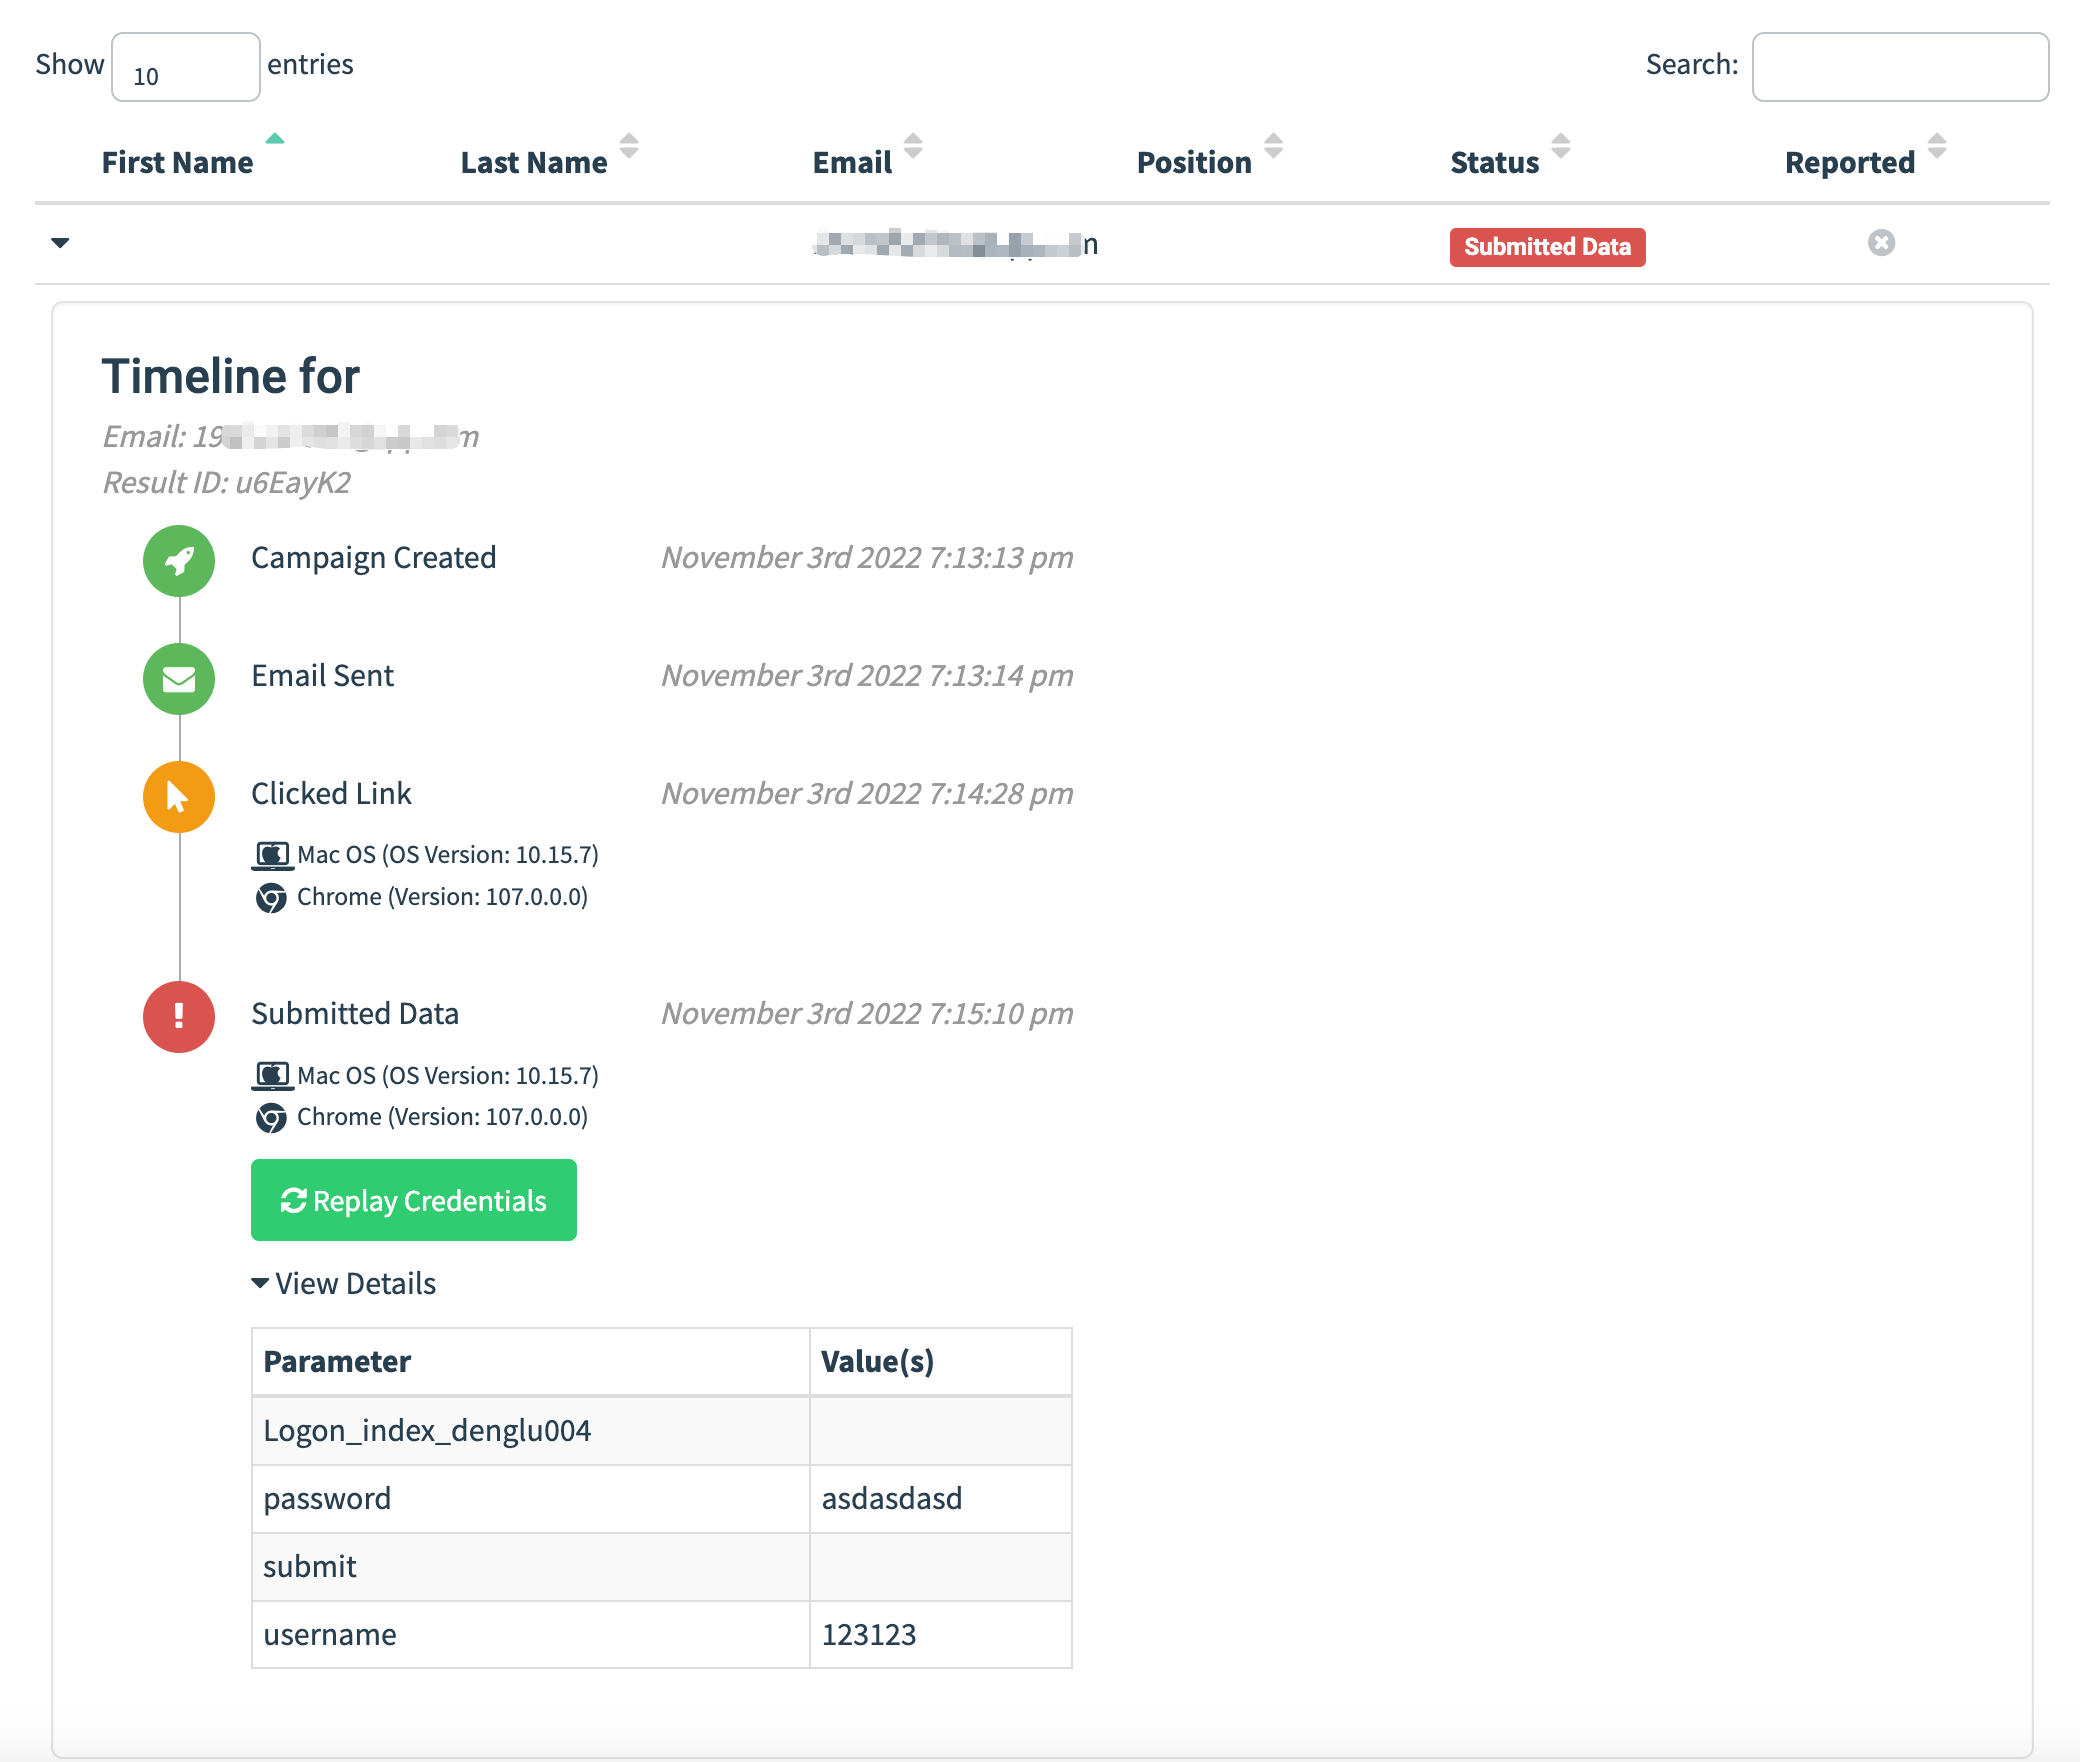 Show 10 entries Search:
First Name Last Name Email Position Status Reported
n Submitted Data
Timeline for
Email: 19 m
Result ID: u6EayK2
Campaign Created November 3rd 2022 7:13:13 pm
Email Sent November 3rd 2022 7:13:14 pm
Clicked Link November 3rd 2022 7:14:28 pm
Mac OS (OS Version: 10.15.7)
Chrome (Version: 107.0.0.0)
Submitted Data November 3rd 2022 7:15:10 pm
Mac OS (OS Version: 10.15.7)
Chrome (Version: 107.0.0.0)
Replay Credentials
View Details
Parameter Value(s)
Logon_index_denglu004
password asdasdasd
submit
username 123123